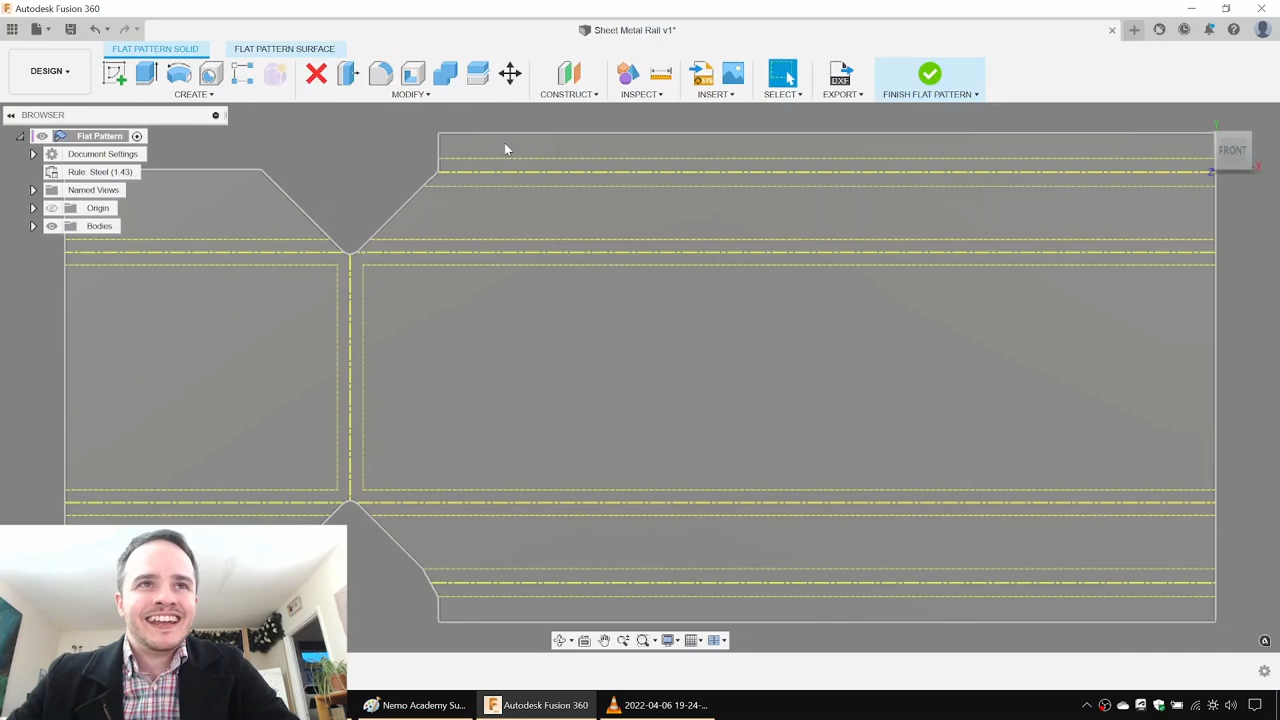 Autodesk Fusion 360
Sheet Metal Rail v1*
FLAT PATTERN SOLID
FLAT PATTERN SURFACE
DESIGN
CREATE
MODIFY
CONSTRUCT
INSPECT
INSERT
SELECT
EXPORT
FINISH FLAT PATTERN
DXF
BROWSER
Flat Pattern
Document Settings
Rule: Steel (1.43)
Named Views
Origin
Bodies
Y
FRONT
Z
X
Nemo Academy Su...
Autodesk Fusion 360
2022-04-06 19-24-...